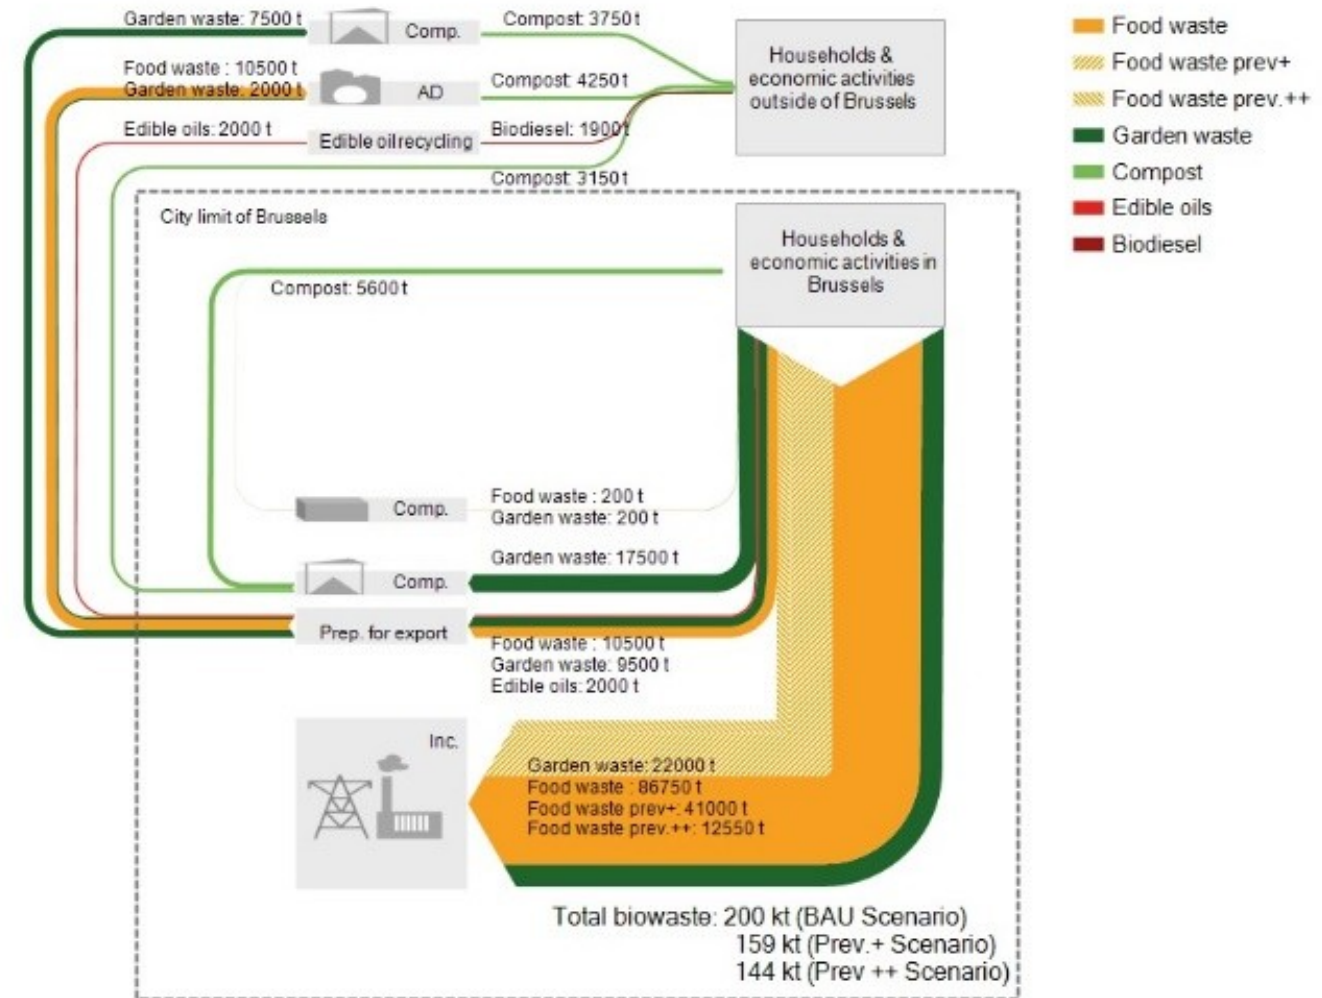 Garden waste: 7500 t
Comp.
Compost: 3750 t
Food waste : 10500 t
Garden waste: 2000 t
AD
Compost: 4250 t
Edible oils: 2000 t
Edible oil recycling
Biodiesel: 1900 t
Compost: 3150 t
Households &
economic activities
outside of Brussels
Food waste
Food waste prev+
Food waste prev.++
Garden waste
Compost
Edible oils
Biodiesel
City limit of Brussels
Households &
economic activities in
Brussels
Compost: 5600 t
Comp.
Food waste : 200 t
Garden waste: 200 t
Garden waste: 17500 t
Comp.
Prep. for export
Food waste : 10500 t
Garden waste: 9500 t
Edible oils: 2000 t
Inc.
Garden waste: 22000 t
Food waste : 86750 t
Food waste prev+: 41000 t
Food waste prev.++: 12550 t
Total biowaste: 200 kt (BAU Scenario)
159 kt (Prev.+ Scenario)
144 kt (Prev ++ Scenario)